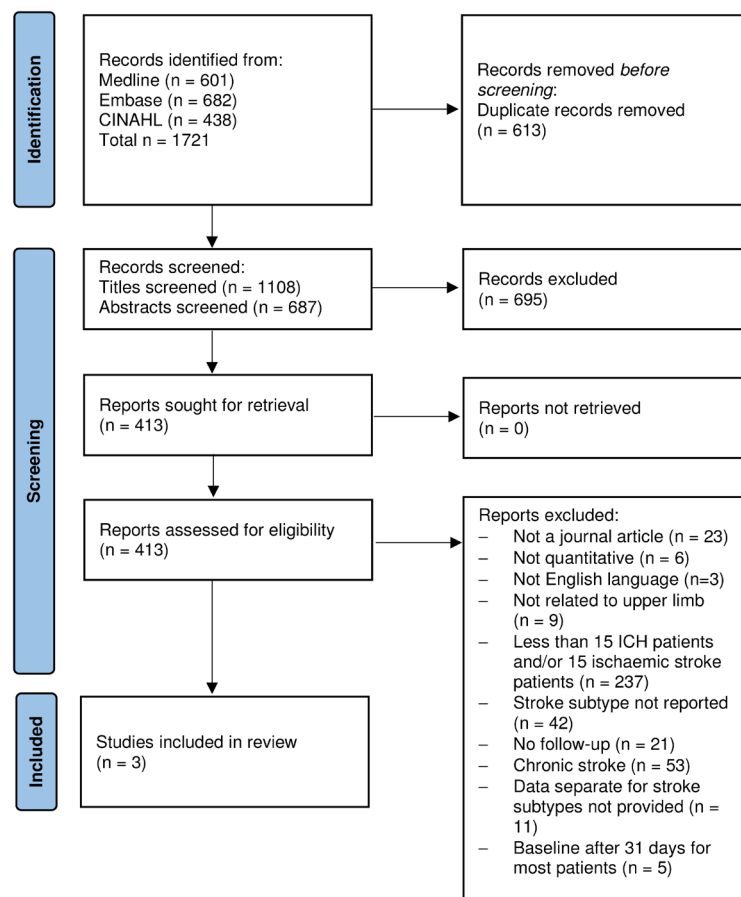 Identification
Records identified from:
Medline (n = 601)
Embase (n = 682)
CINAHL (n = 438)
Total n = 1721
Records removed before
screening:
Duplicate records removed
(n = 613)
Screening
Records screened:
Titles screened (n = 1108)
Abstracts screened (n = 687)
Records excluded
(n = 695)
Reports sought for retrieval
(n = 413)
Reports not retrieved
(n = 0)
Reports assessed for eligibility
(n = 413)
Reports excluded:
– Not a journal article (n = 23)
– Not quantitative (n = 6)
– Not English language (n=3)
– Not related to upper limb
(n = 9)
– Less than 15 ICH patients
and/or 15 ischaemic stroke
patients (n = 237)
– Stroke subtype not reported
(n = 42)
– No follow-up (n = 21)
– Chronic stroke (n = 53)
– Data separate for stroke
subtypes not provided (n =
11)
– Baseline after 31 days for
most patients (n = 5)
Included
Studies included in review
(n = 3)